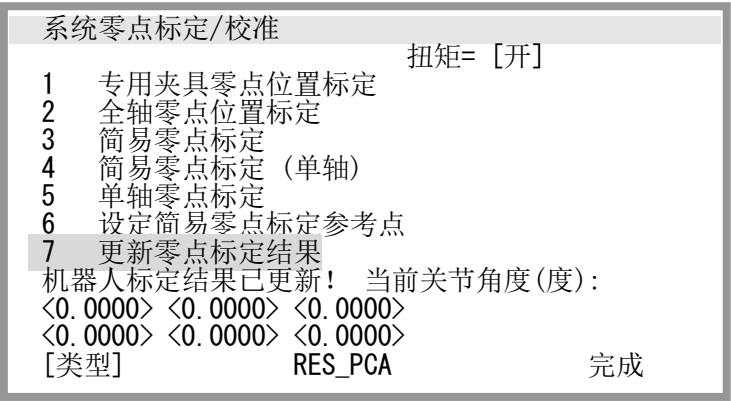 系统零点标定/校准
扭矩= [开]
1 专用夹具零点位置标定
2 全轴零点位置标定
3 简易零点标定
4 简易零点标定 (单轴)
5 单轴零点标定
6 设定简易零点标定参考点
7 更新零点标定结果
机器人标定结果已更新! 当前关节角度(度):
<0.0000> <0.0000> <0.0000>
<0.0000> <0.0000> <0.0000>
[类型] RES_PCA 完成